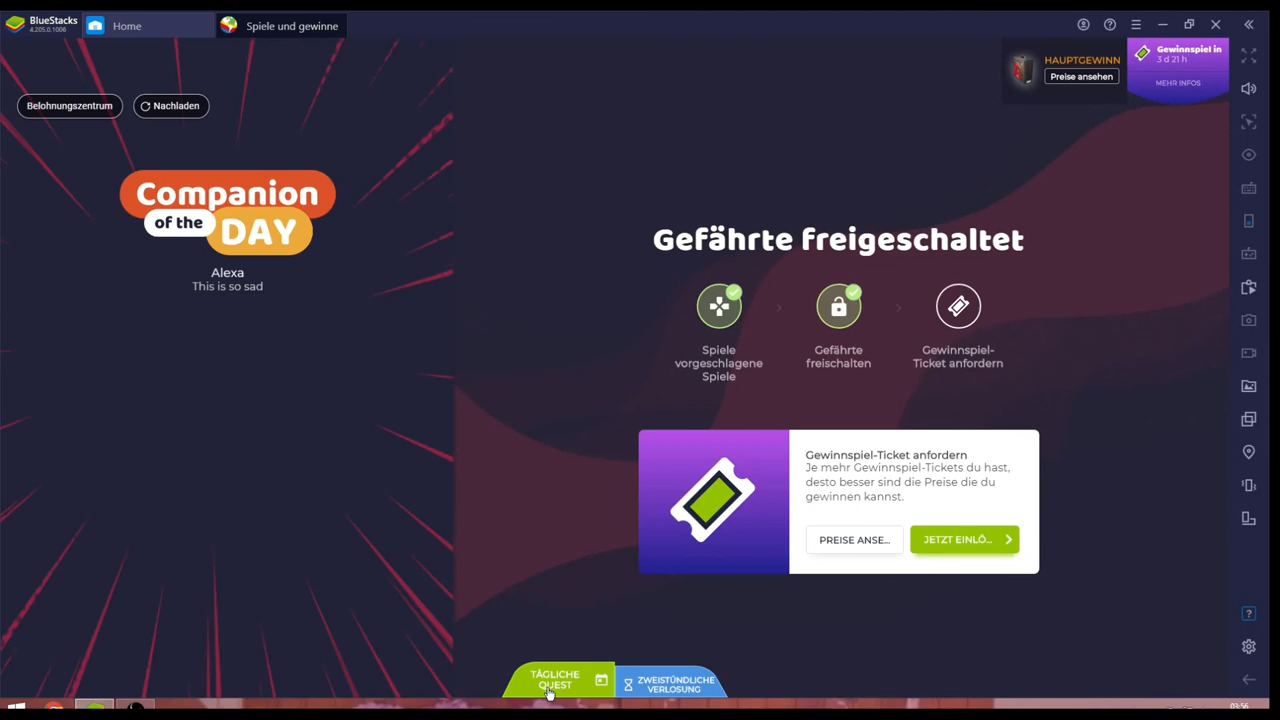 BlueStacks
4.205.0.1006
Home
Spiele und gewinne
HAUPTGEWINN
Preise ansehen
Gewinnspiel in
3 d 21 h
MEHR INFOS
Belohnungszentrum
Nachladen
Companion
of the
DAY
Alexa
This is so sad
Gefährte freigeschaltet
Spiele
vorgeschlagene
Spiele
Gefährte
freischalten
Gewinnspiel-
Ticket anfordern
Gewinnspiel-Ticket anfordern
Je mehr Gewinnspiel-Tickets du hast,
desto besser sind die Preise die du
gewinnen kannst.
PREISE ANSE...
JETZT EINLÖ...
TÄGLICHE
QUEST
ZWEISTÜNDLICHE
VERLOSUNG
03:56